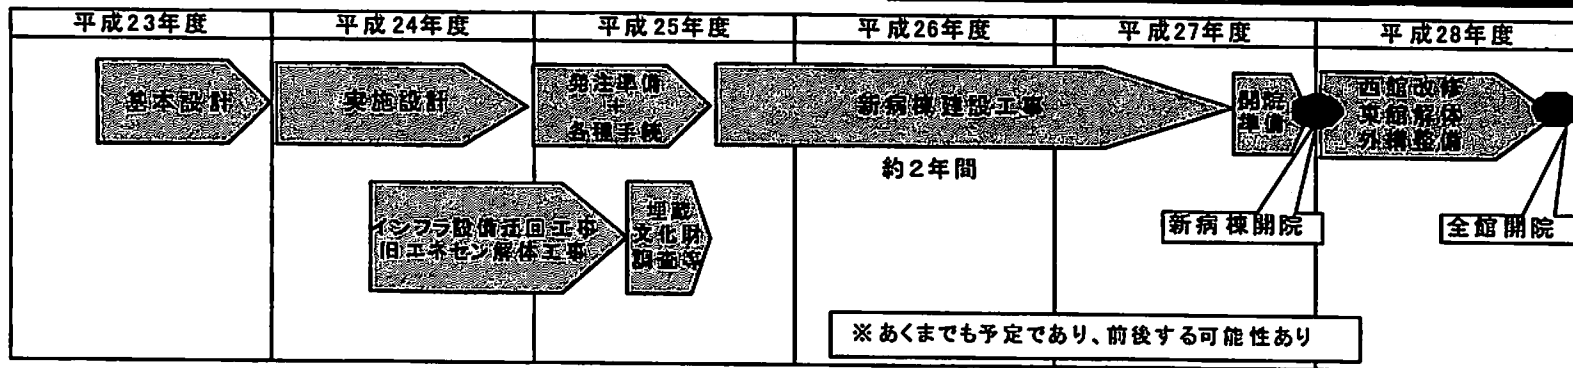 平成23年度
平成24年度
平成25年度
平成26年度
平成27年度
平成28年度
基本設計
実施設計
発注準備
+
各種手続
新病棟建設工事
開院
準備
西館改修
東館解体
外構整備
約2年間
インフラ設備迂回工事
旧エネセン解体工事
埋蔵
文化財
調査等
新病棟開院
全館開院
※あくまでも予定であり、前後する可能性あり